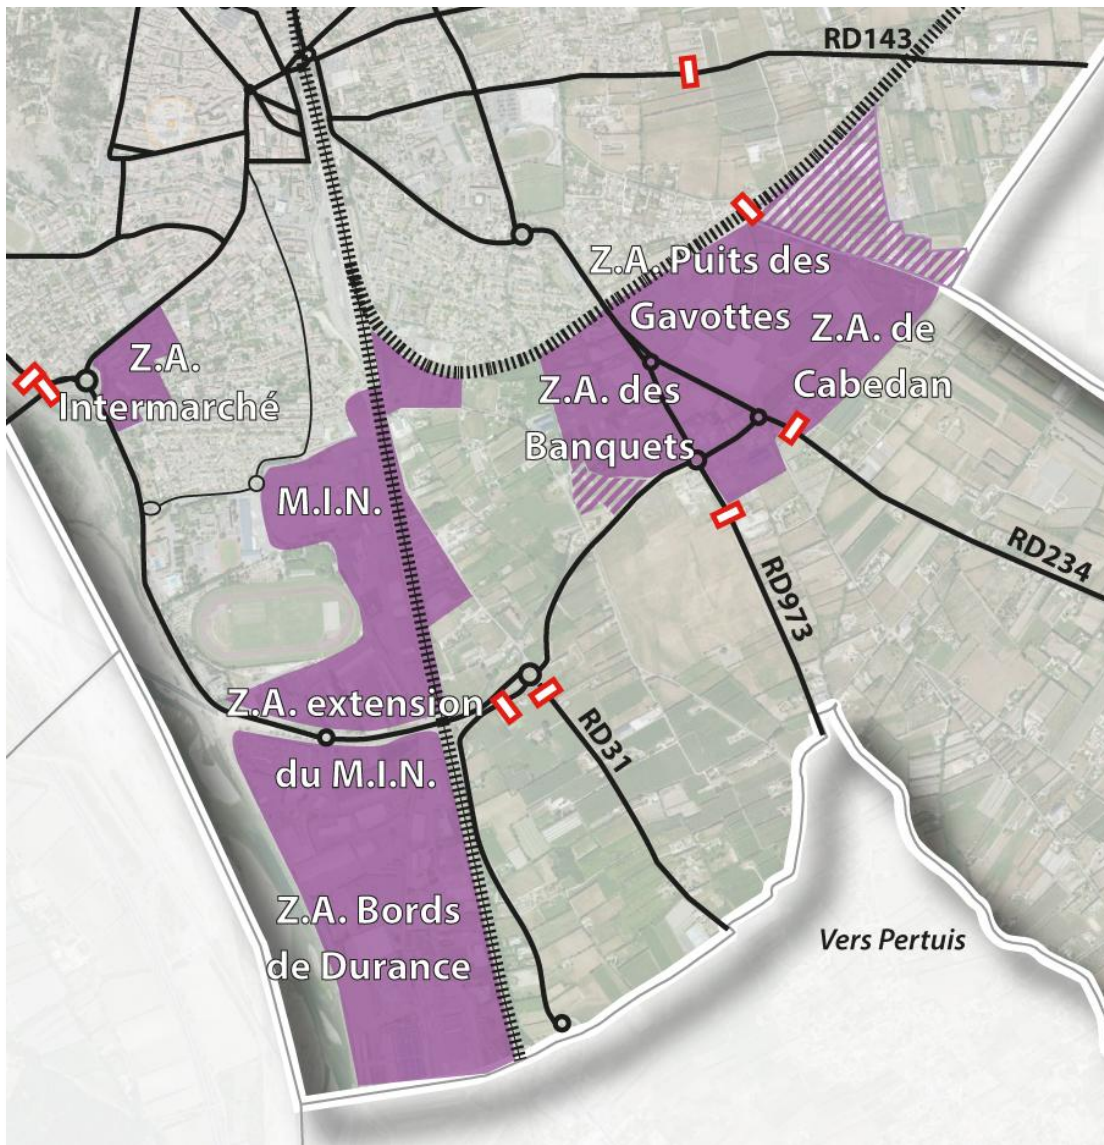 RD143
Z.A. Puits des
Gavottes
Z.A. de
Cabedan
Z.A.
Intermarché
Z.A. des
Banquets
M.I.N.
RD234
RD973
Z.A. extension
du M.I.N.
RD31
Z.A. Bords
de Durance
Vers Pertuis